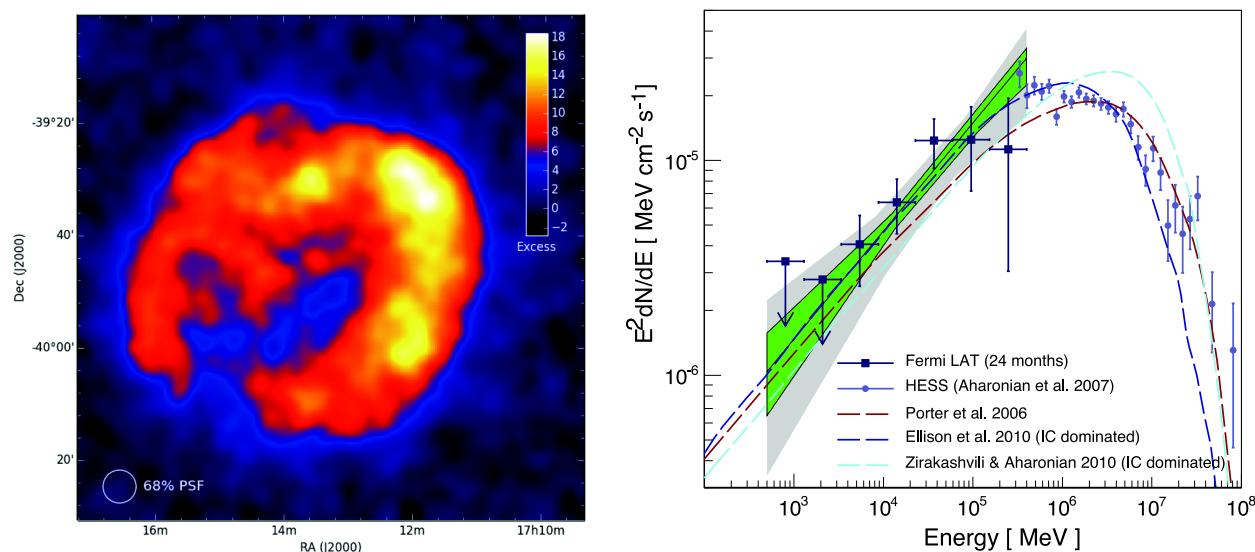 18
16
14
12
10
8
6
4
2
0
−2
Excess
-39°20'
40'
-40°00'
20'
Dec (J2000)
68% PSF
16m
14m
12m
17h10m
RA (J2000)
E²dN/dE [ MeV cm⁻² s⁻¹]
10⁻⁵
10⁻⁶
Fermi LAT (24 months)
HESS (Aharonian et al. 2007)
Porter et al. 2006
Ellison et al. 2010 (IC dominated)
Zirakashvili & Aharonian 2010 (IC dominated)
10³
10⁴
10⁵
10⁶
10⁷
10⁸
Energy [ MeV ]